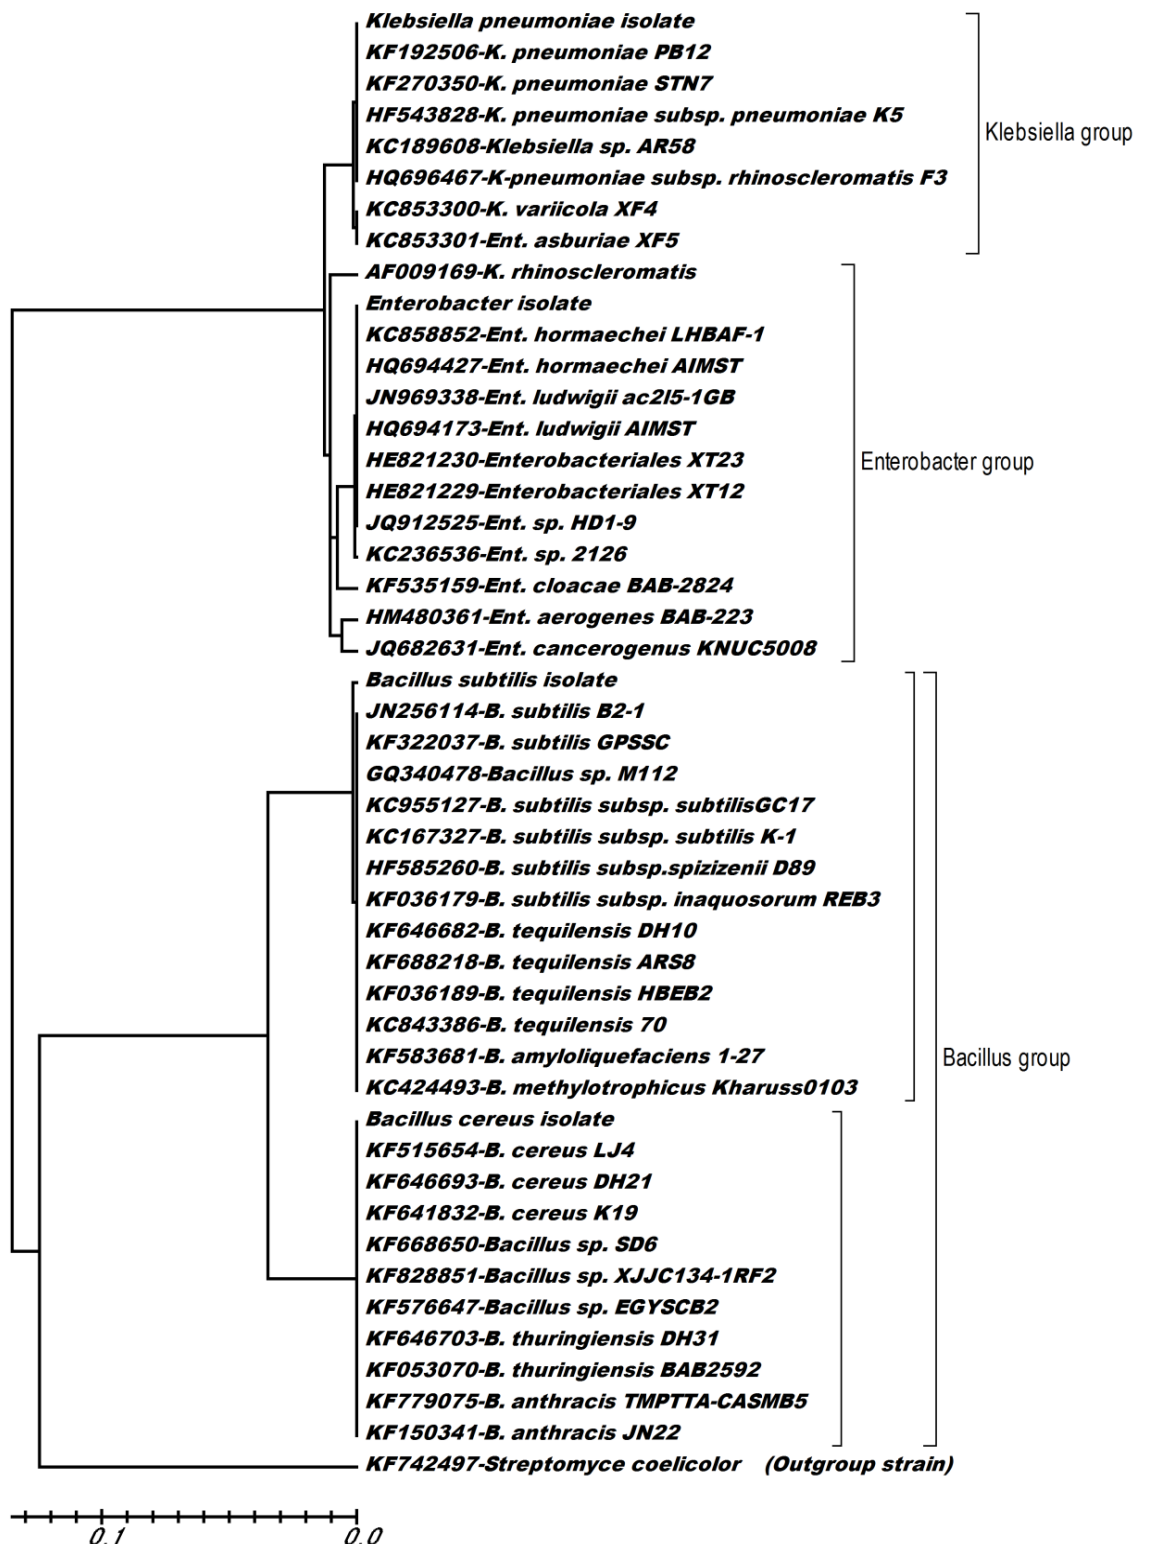 Klebsiella pneumoniae isolate
KF192506-K. pneumoniae PB12
KF270350-K. pneumoniae STN7
HF543828-K. pneumoniae subsp. pneumoniae K5
KC189608-Klebsiella sp. AR58
HQ696467-K-pneumoniae subsp. rhinoscleromatis F3
KC853300-K. variicola XF4
KC853301-Ent. asburiae XF5
Klebsiella group
AF009169-K. rhinoscleromatis
Enterobacter isolate
KC858852-Ent. hormaechei LHBAF-1
HQ694427-Ent. hormaechei AIMST
JN969338-Ent. ludwigii ac2I5-1GB
HQ694173-Ent. ludwigii AIMST
HE821230-Enterobacteriales XT23
HE821229-Enterobacteriales XT12
JQ912525-Ent. sp. HD1-9
KC236536-Ent. sp. 2126
KF535159-Ent. cloacae BAB-2824
HM480361-Ent. aerogenes BAB-223
JQ682631-Ent. cancerogenus KNUC5008
Enterobacter group
Bacillus subtilis isolate
JN256114-B. subtilis B2-1
KF322037-B. subtilis GPSSC
GQ340478-Bacillus sp. M112
KC955127-B. subtilis subsp. subtilisGC17
KC167327-B. subtilis subsp. subtilis K-1
HF585260-B. subtilis subsp.spizizenii D89
KF036179-B. subtilis subsp. inaquosorum REB3
KF646682-B. tequilensis DH10
KF688218-B. tequilensis ARS8
KF036189-B. tequilensis HBEB2
KC843386-B. tequilensis 70
KF583681-B. amyloliquefaciens 1-27
KC424493-B. methylotrophicus Kharuss0103
Bacillus group
Bacillus cereus isolate
KF515654-B. cereus LJ4
KF646693-B. cereus DH21
KF641832-B. cereus K19
KF668650-Bacillus sp. SD6
KF828851-Bacillus sp. XJJC134-1RF2
KF576647-Bacillus sp. EGYSCB2
KF646703-B. thuringiensis DH31
KF053070-B. thuringiensis BAB2592
KF779075-B. anthracis TMPTTA-CASMB5
KF150341-B. anthracis JN22
KF742497-Streptomyce coelicolor (Outgroup strain)
0.1 0.0